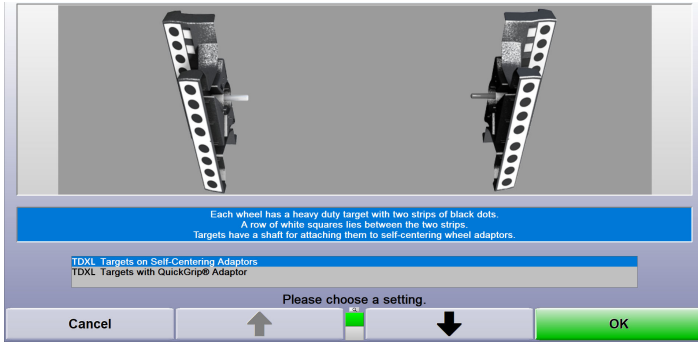 Each wheel has a heavy duty target with two strips of black dots.
A row of white squares lies between the two strips.
Targets have a shaft for attaching them to self-centering wheel adaptors.
TDXL Targets on Self-Centering Adaptors
TDXL Targets with QuickGrip® Adaptor
Please choose a setting.
Cancel
OK